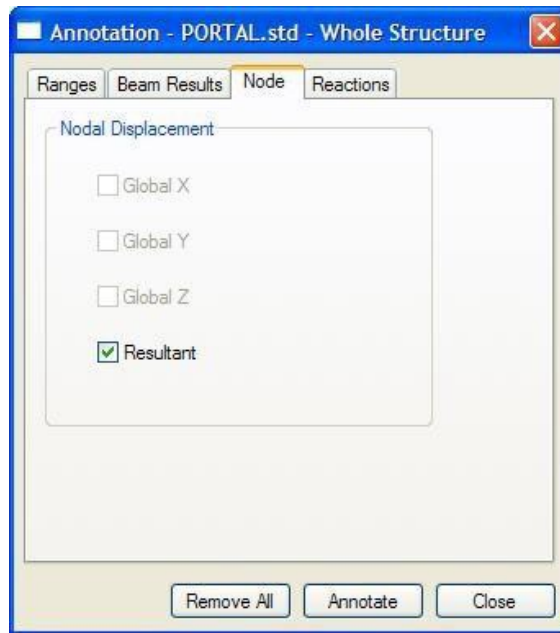 Annotation - PORTAL.std - Whole Structure
Ranges Beam Results Node Reactions
Nodal Displacement
Global X
Global Y
Global Z
Resultant
Remove All Annotate Close